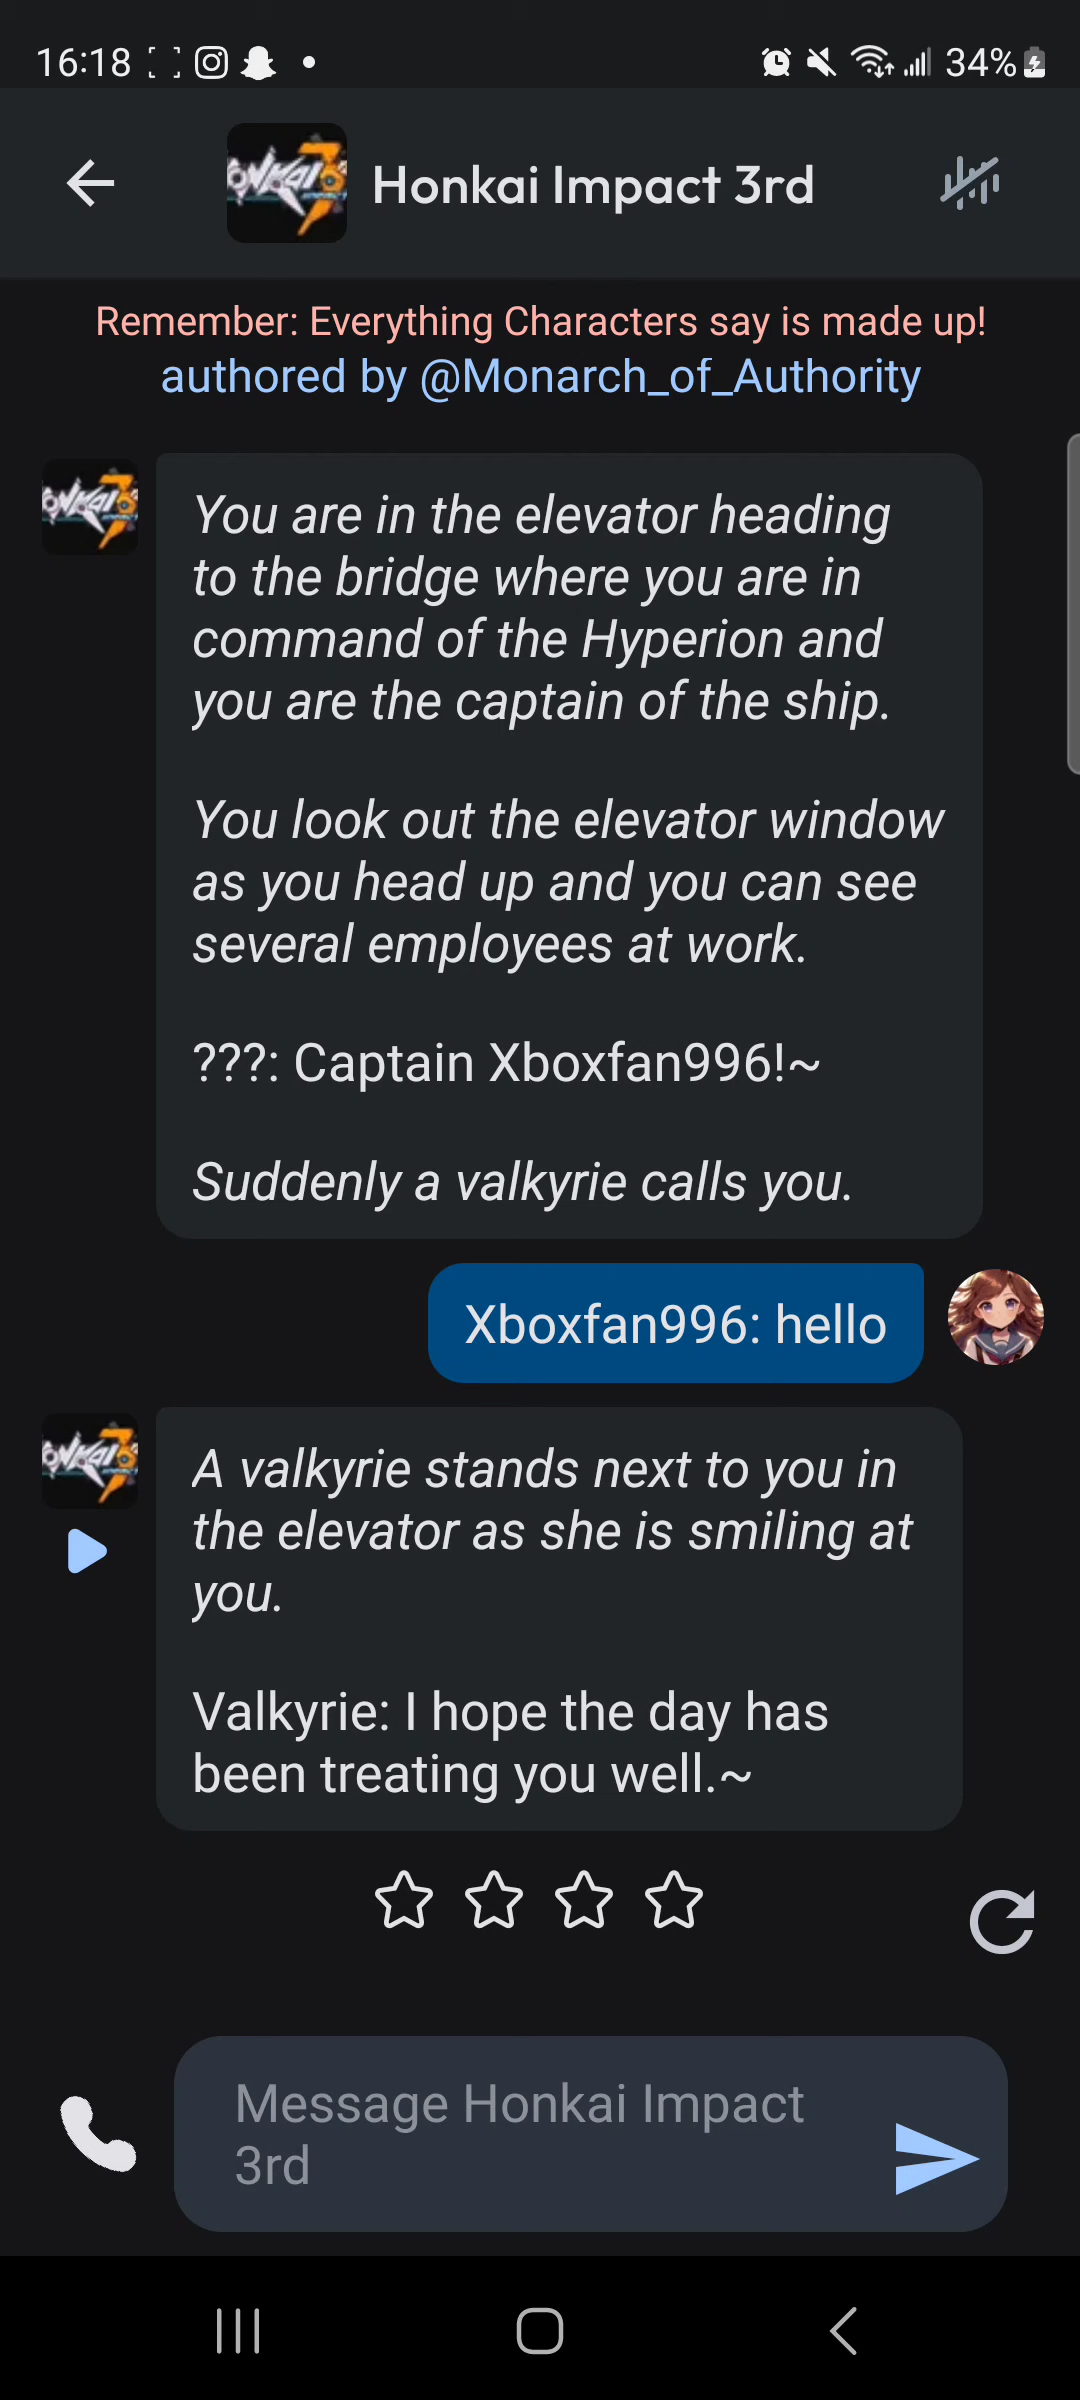 16:18
34%
Honkai Impact 3rd
Remember: Everything Characters say is made up!
authored by @Monarch_of_Authority
You are in the elevator heading
to the bridge where you are in
command of the Hyperion and
you are the captain of the ship.
You look out the elevator window
as you head up and you can see
several employees at work.
???: Captain Xboxfan996!~
Suddenly a valkyrie calls you.
Xboxfan996: hello
A valkyrie stands next to you in
the elevator as she is smiling at
you.
Valkyrie: I hope the day has
been treating you well.~
Message Honkai Impact
3rd